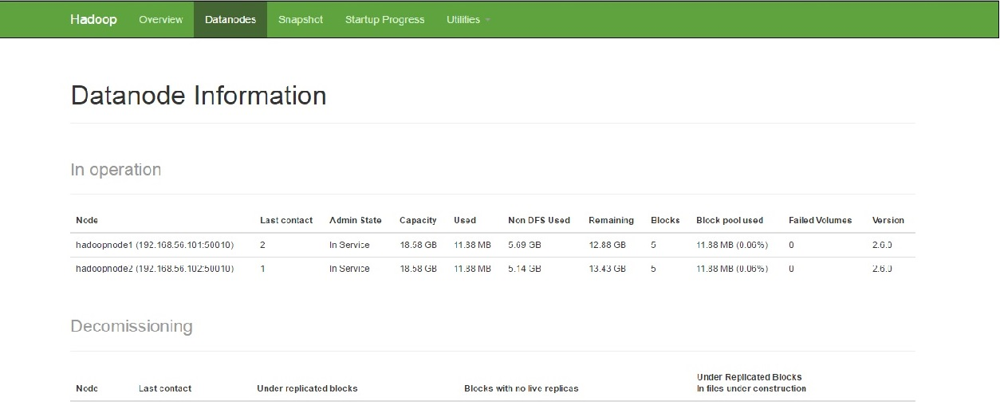 Hadoop Overview Datanodes Snapshot Startup Progress Utilities
Datanode Information
In operation
Node Last contact Admin State Capacity Used Non DFS Used Remaining Blocks Block pool used Failed Volumes Version
hadoopnode1 (192.168.56.101:50010) 2 In Service 18.58 GB 11.88 MB 5.69 GB 12.88 GB 5 11.88 MB (0.06%) 0 2.6.0
hadoopnode2 (192.168.56.102:50010) 1 In Service 18.58 GB 11.88 MB 5.14 GB 13.43 GB 5 11.88 MB (0.06%) 0 2.6.0
Decomissioning
Node Last contact Under replicated blocks Blocks with no live replicas Under Replicated Blocks
In files under construction